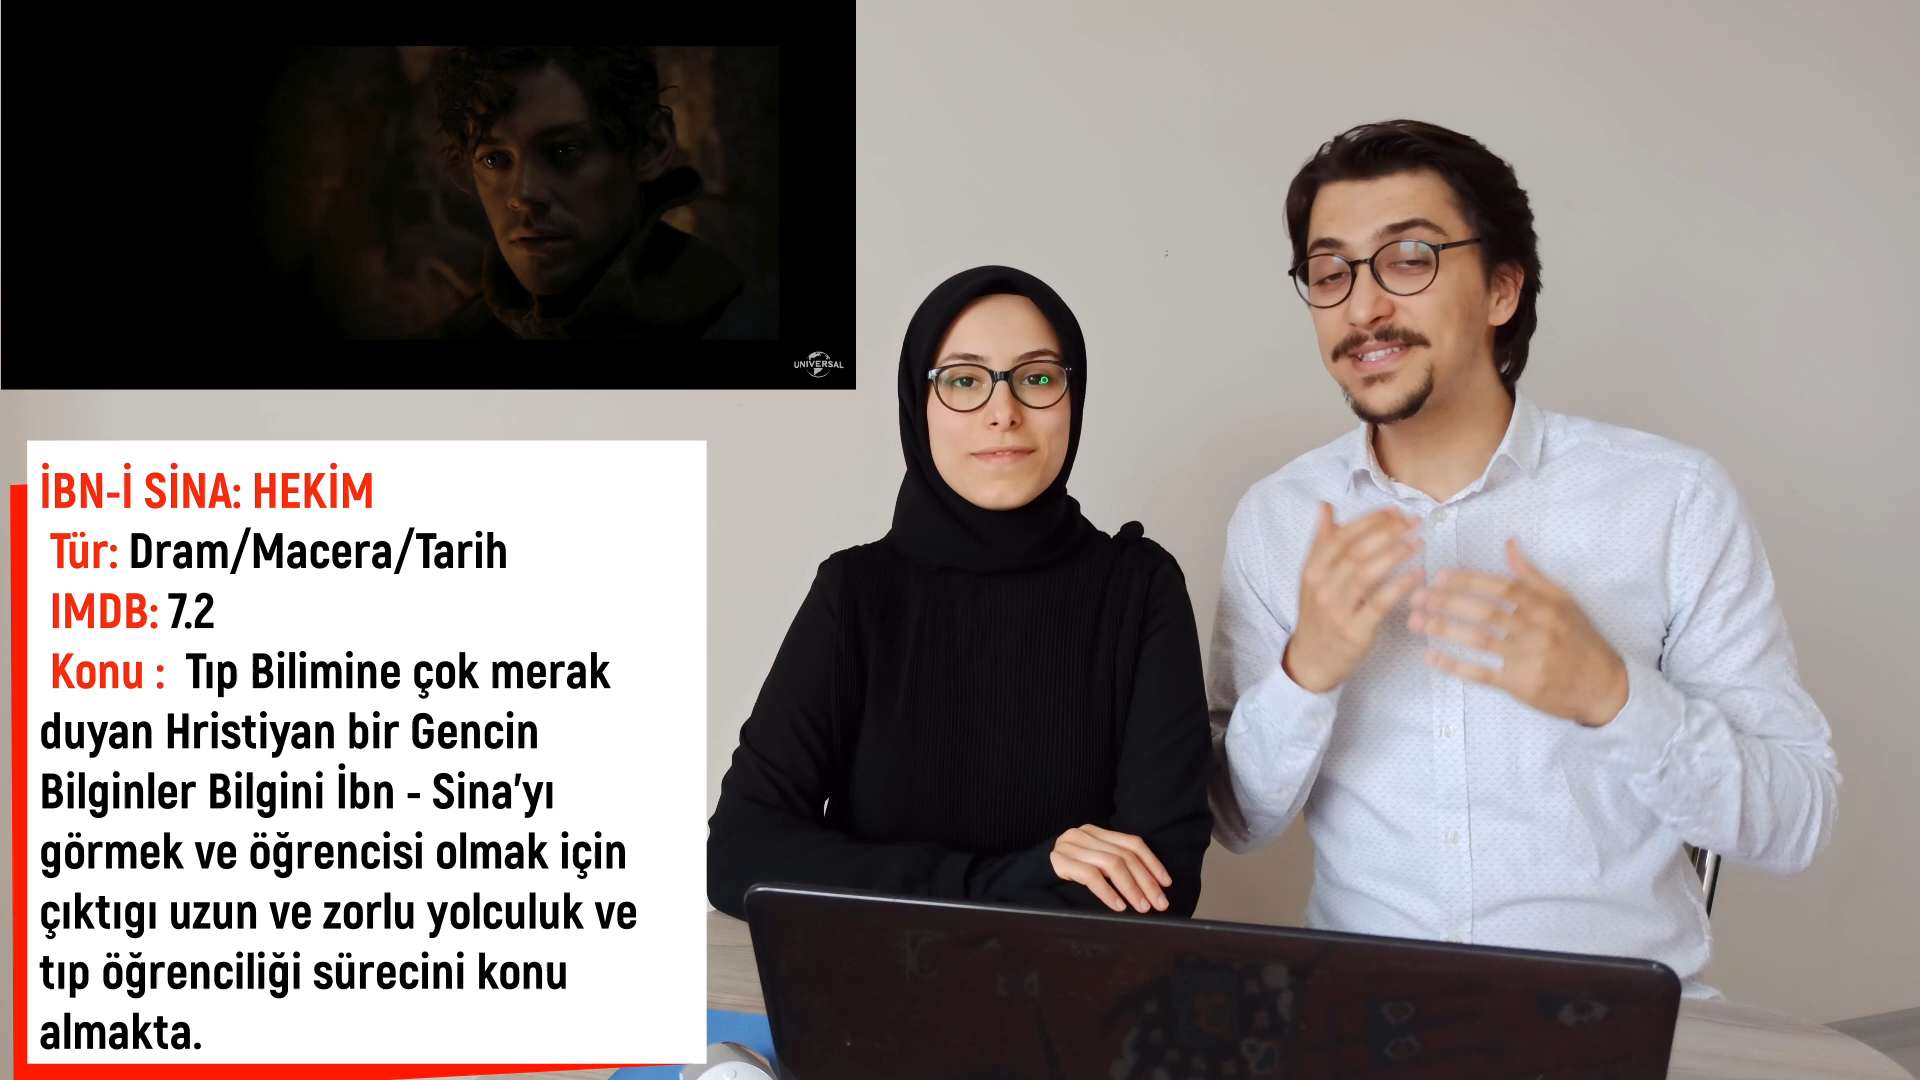 UNIVERSAL
İBN-İ SİNA: HEKİM
Tür: Dram/Macera/Tarih
IMDB: 7.2
Konu : Tıp Bilimine çok merak
duyan Hristiyan bir Gencin
Bilginler Bilgini İbn - Sina'yı
görmek ve öğrencisi olmak için
çıktıgı uzun ve zorlu yolculuk ve
tıp öğrenciliği sürecini konu
almakta.